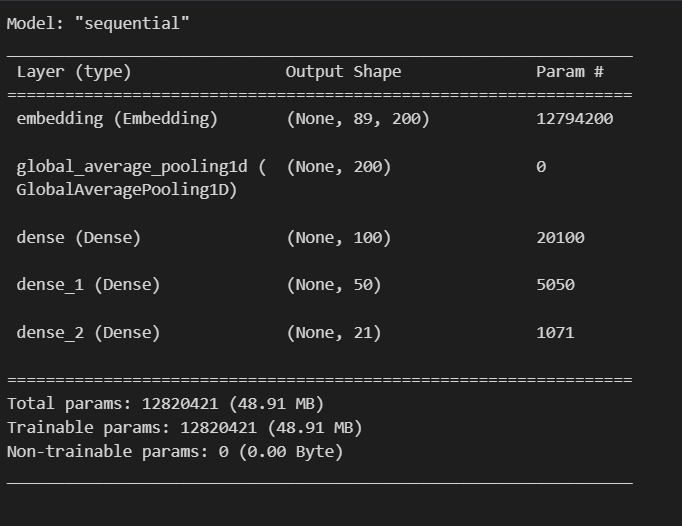 Model: "sequential"
_________________________________________________________________
Layer (type) Output Shape Param #
=================================================================
embedding (Embedding) (None, 89, 200) 12794200
global_average_pooling1d ( (None, 200) 0
GlobalAveragePooling1D)
dense (Dense) (None, 100) 20100
dense_1 (Dense) (None, 50) 5050
dense_2 (Dense) (None, 21) 1071
=================================================================
Total params: 12820421 (48.91 MB)
Trainable params: 12820421 (48.91 MB)
Non-trainable params: 0 (0.00 Byte)
_________________________________________________________________